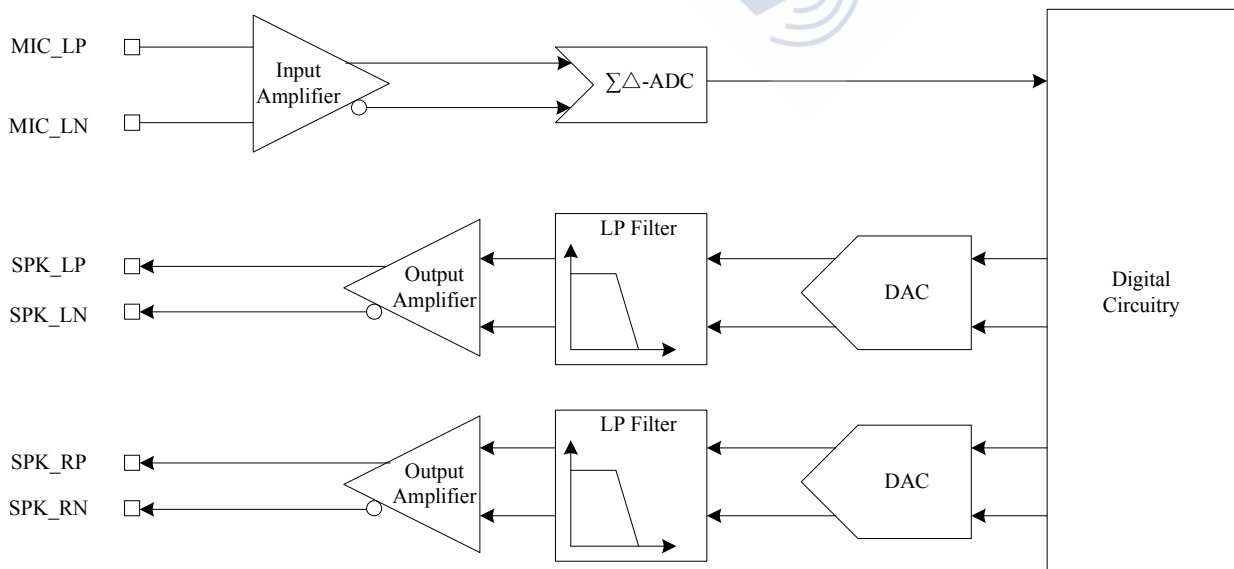 MIC_LP
MIC_LN
Input
Amplifier
∑△-ADC
SPK_LP
SPK_LN
Output
Amplifier
LP Filter
DAC
Digital
Circuitry
SPK_RP
SPK_RN
Output
Amplifier
LP Filter
DAC